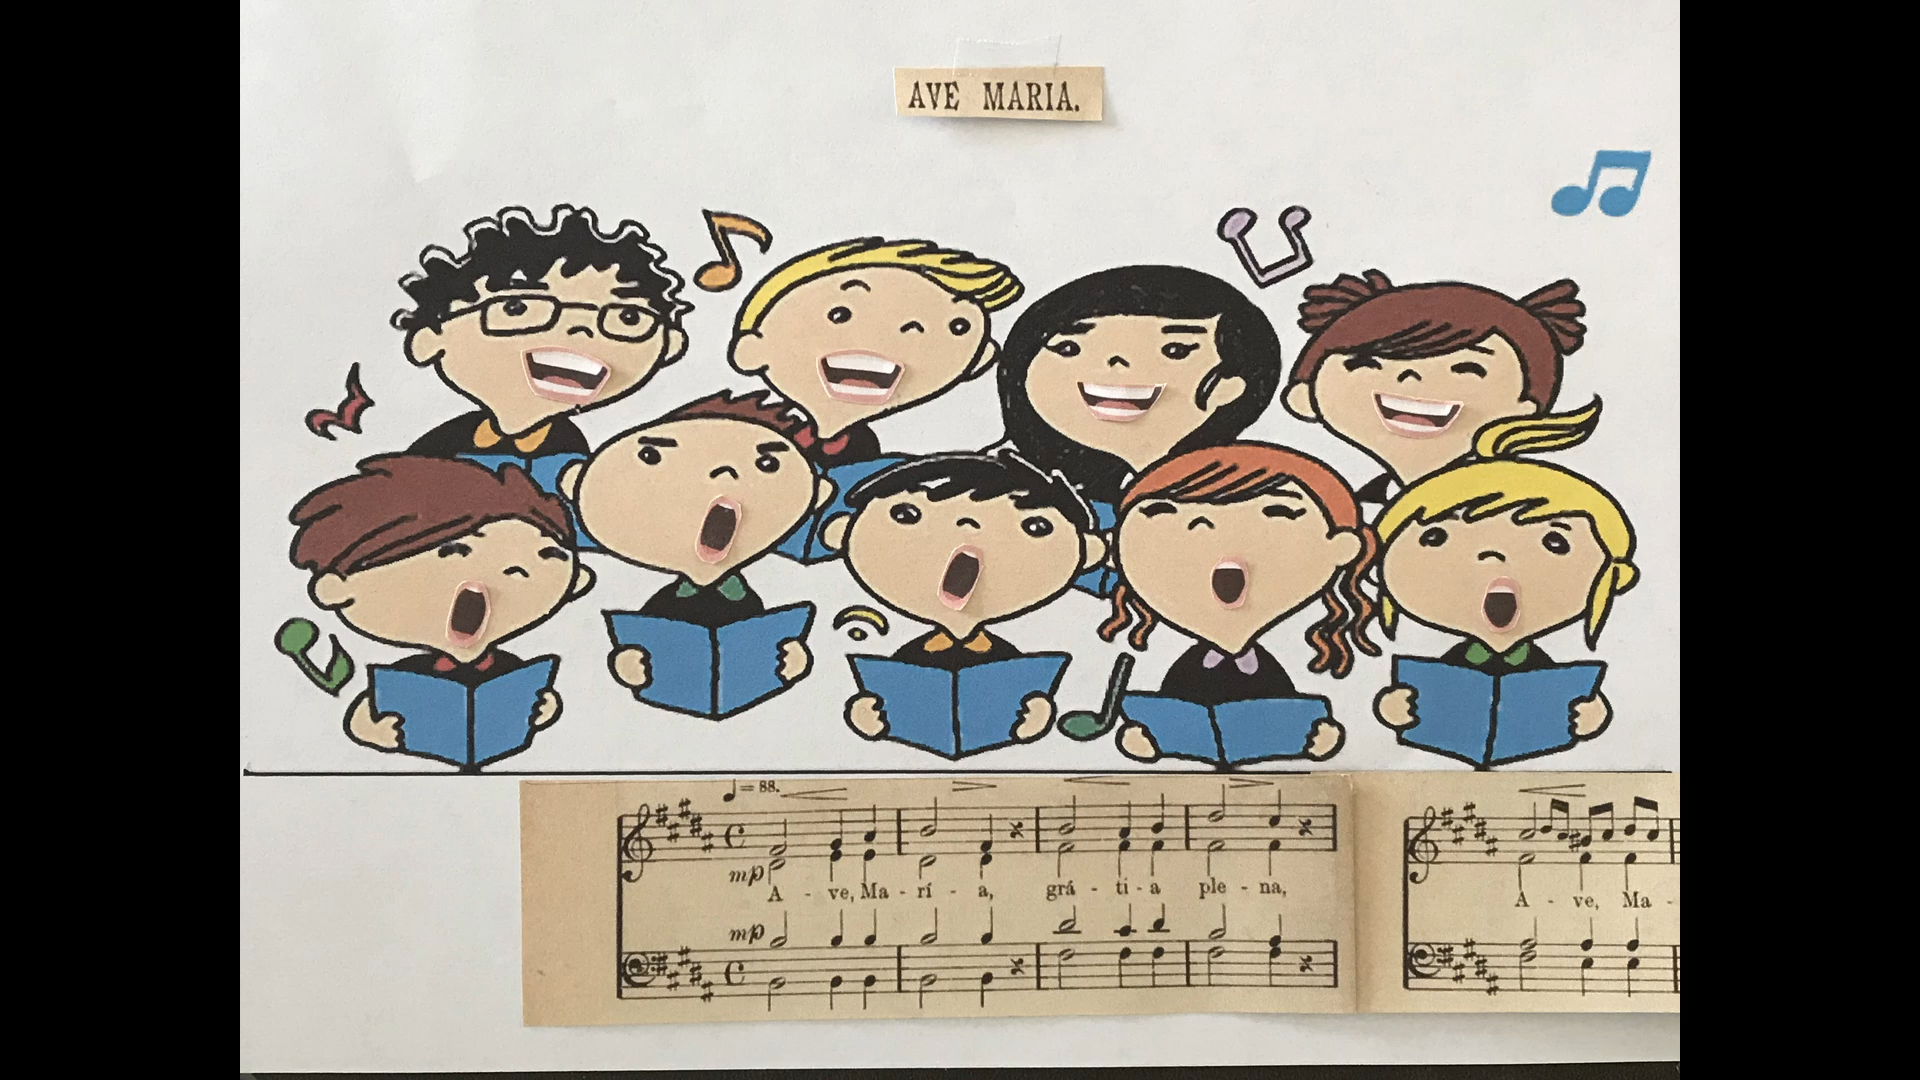 AVE MARIA.
= 88.
mp
A - ve, Ma - rí - a, grá - ti - a ple - na,
A - ve, Ma -
mp